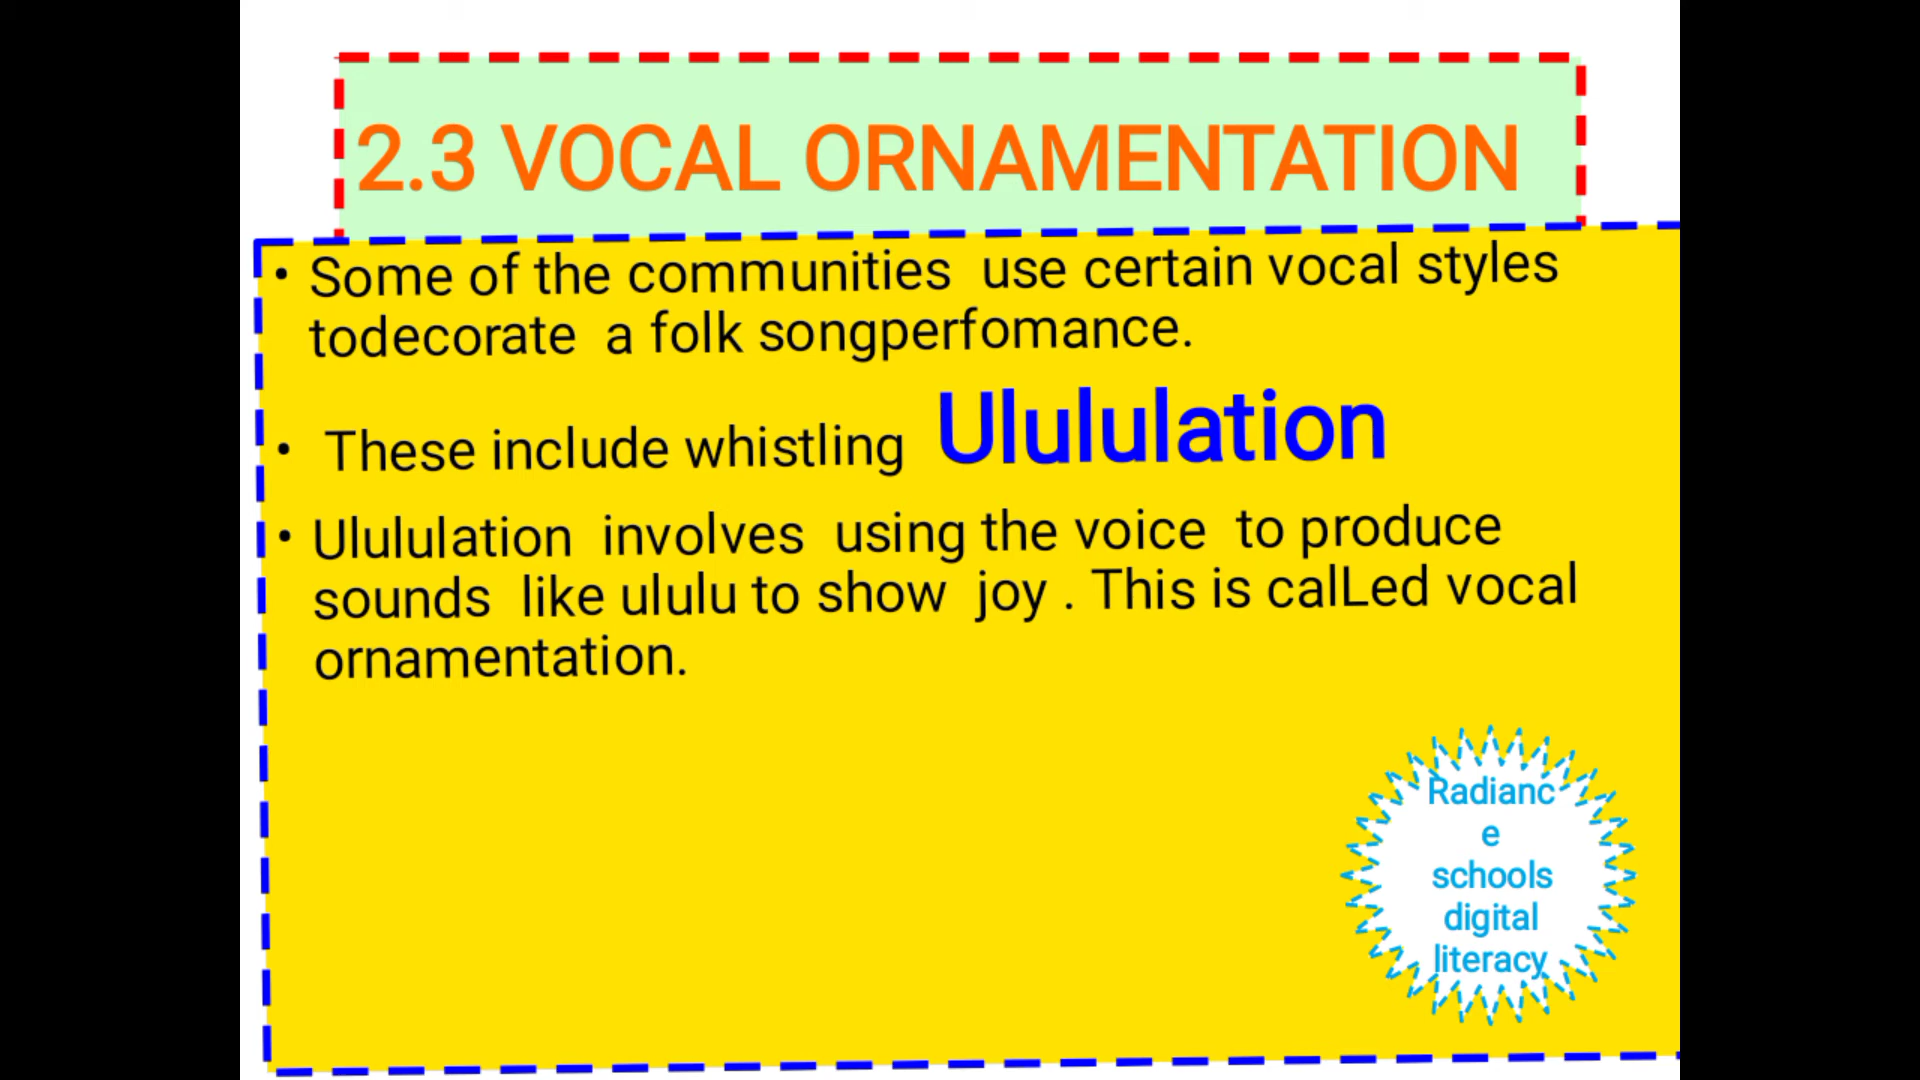 2.3 VOCAL ORNAMENTATION
• Some of the communities  use certain vocal styles
todecorate  a folk songperfomance.
•  These include whistling  Ulululation
• Ulululation  involves  using the voice  to produce
sounds  like ululu to show  joy . This is calLed vocal
ornamentation.
Radianc
e
schools
digital
literacy